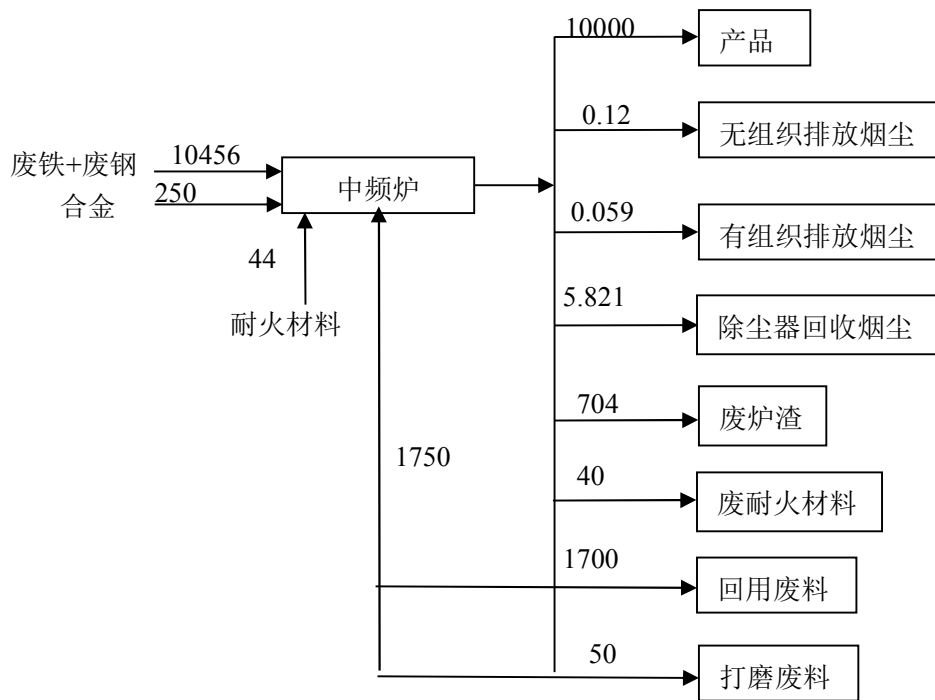 10000
产品
0.12
无组织排放烟尘
废铁+废钢
10456
合金
250
中频炉
0.059
有组织排放烟尘
44
耐火材料
5.821
除尘器回收烟尘
704
废炉渣
1750
40
废耐火材料
1700
回用废料
50
打磨废料